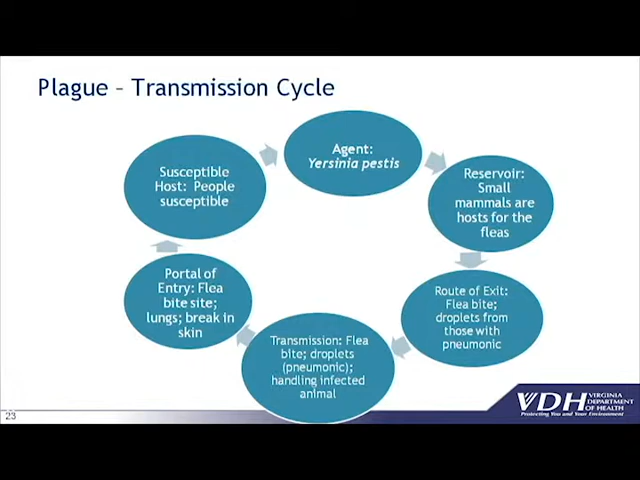 Plague – Transmission Cycle
Agent:
Yersinia pestis
Reservoir:
Small
mammals are
hosts for the
fleas
Route of Exit:
Flea bite;
droplets from
those with
pneumonic
Transmission: Flea
bite; droplets
(pneumonic);
handling infected
animal
Portal of
Entry: Flea
bite site;
lungs; break in
skin
Susceptible
Host: People
susceptible
23
VDH VIRGINIA
DEPARTMENT
OF HEALTH
Protecting You and Your Environment